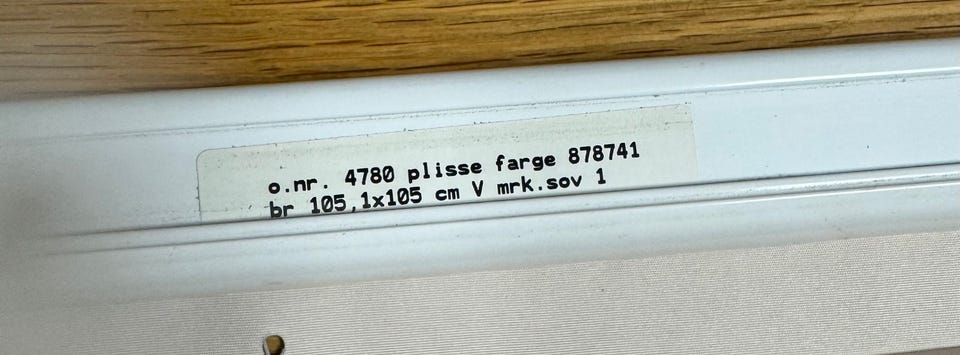 o.nr. 4780 plisse farge 878741
br 105,1x105 cm V mrk.sov 1